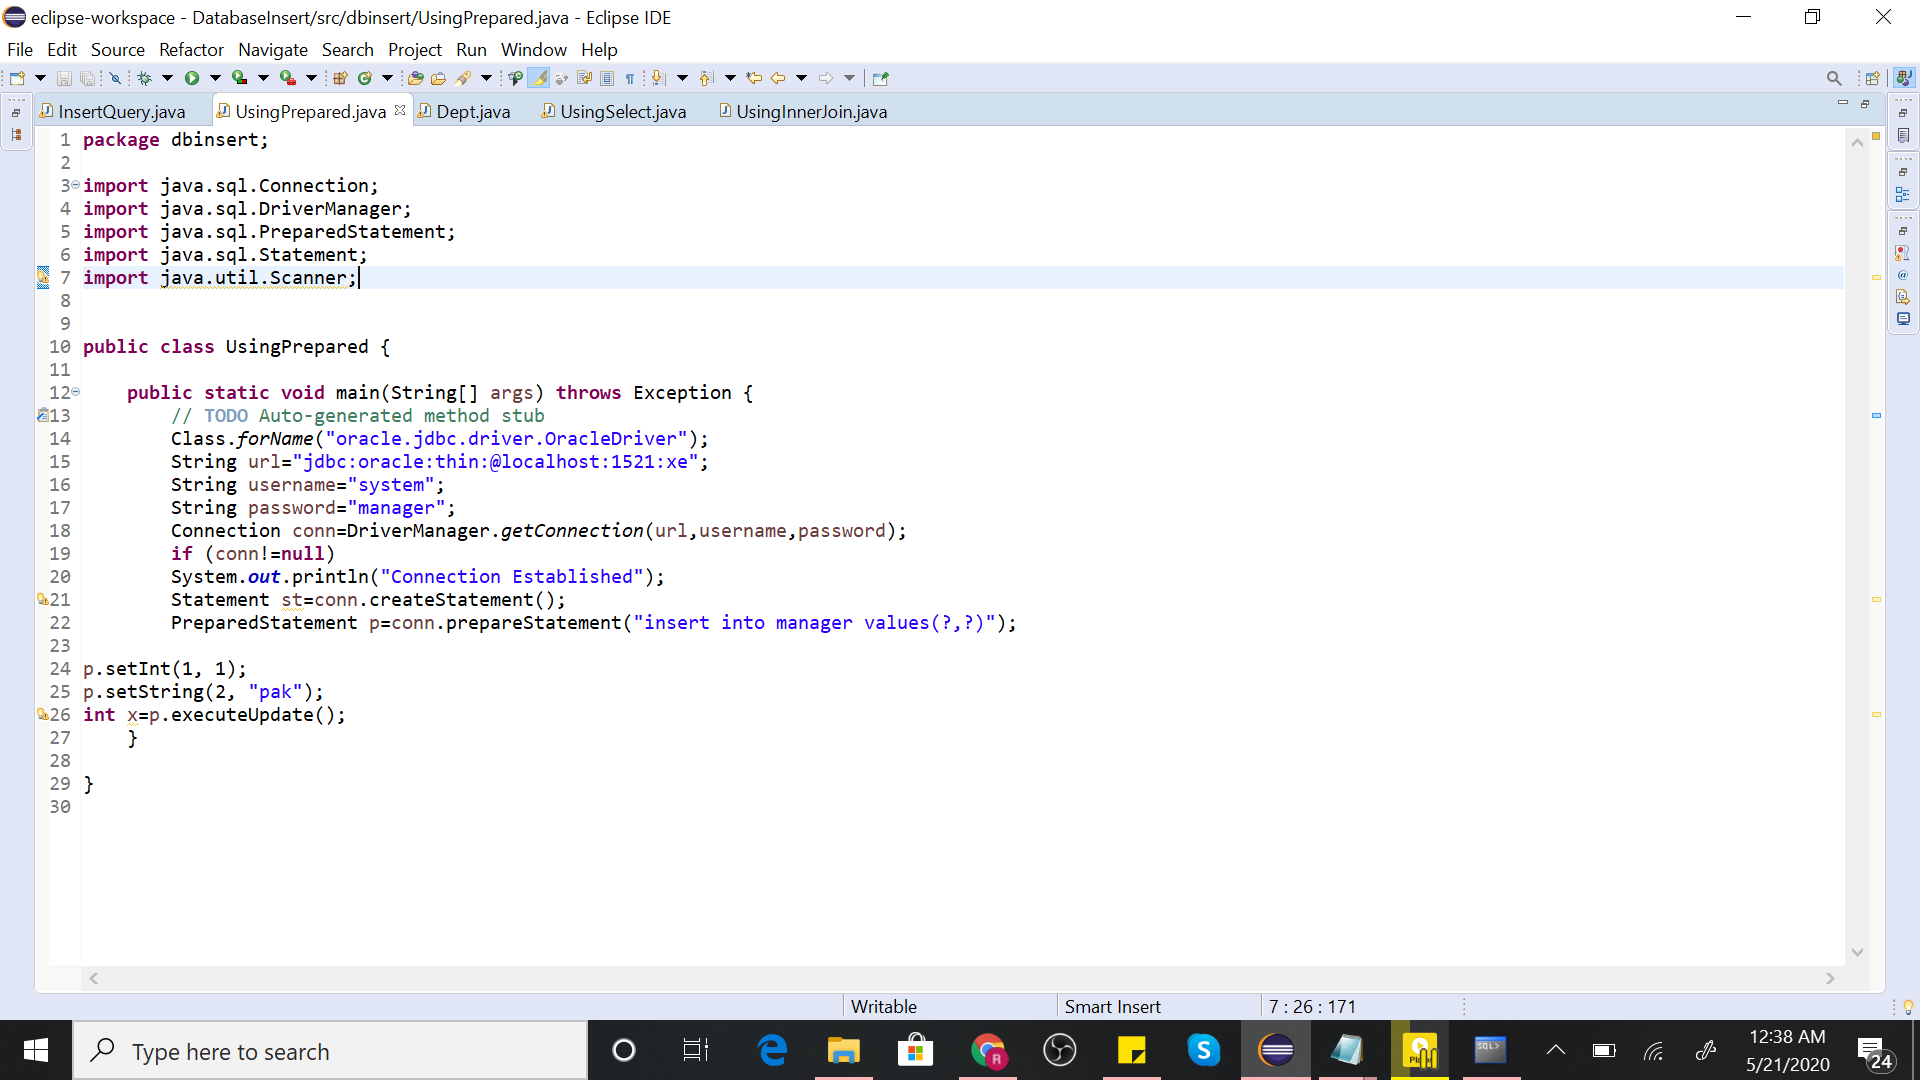 eclipse-workspace - DatabaseInsert/src/dbinsert/UsingPrepared.java - Eclipse IDE
File Edit Source Refactor Navigate Search Project Run Window Help
InsertQuery.java UsingPrepared.java Dept.java UsingSelect.java UsingInnerJoin.java
1 package dbinsert;
2
3 import java.sql.Connection;
4 import java.sql.DriverManager;
5 import java.sql.PreparedStatement;
6 import java.sql.Statement;
7 import java.util.Scanner;
8
9
10 public class UsingPrepared {
11
12 public static void main(String[] args) throws Exception {
13 // TODO Auto-generated method stub
14 Class.forName("oracle.jdbc.driver.OracleDriver");
15 String url="jdbc:oracle:thin:@localhost:1521:xe";
16 String username="system";
17 String password="manager";
18 Connection conn=DriverManager.getConnection(url,username,password);
19 if (conn!=null)
20 System.out.println("Connection Established");
21 Statement st=conn.createStatement();
22 PreparedStatement p=conn.prepareStatement("insert into manager values(?,?)");
23
24 p.setInt(1, 1);
25 p.setString(2, "pak");
26 int x=p.executeUpdate();
27 }
28
29 }
30
Writable Smart Insert 7 : 26 : 171
Type here to search
R
S
SQL>
12:38 AM
5/21/2020
24